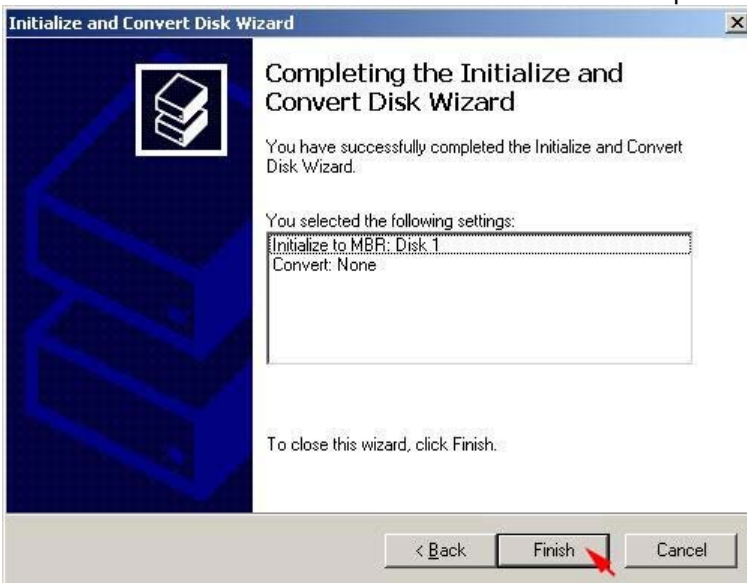 Initialize and Convert Disk Wizard
Completing the Initialize and
Convert Disk Wizard
You have successfully completed the Initialize and Convert
Disk Wizard.
You selected the following settings:
Initialize to MBR: Disk 1
Convert: None
To close this wizard, click Finish.
< Back Finish Cancel